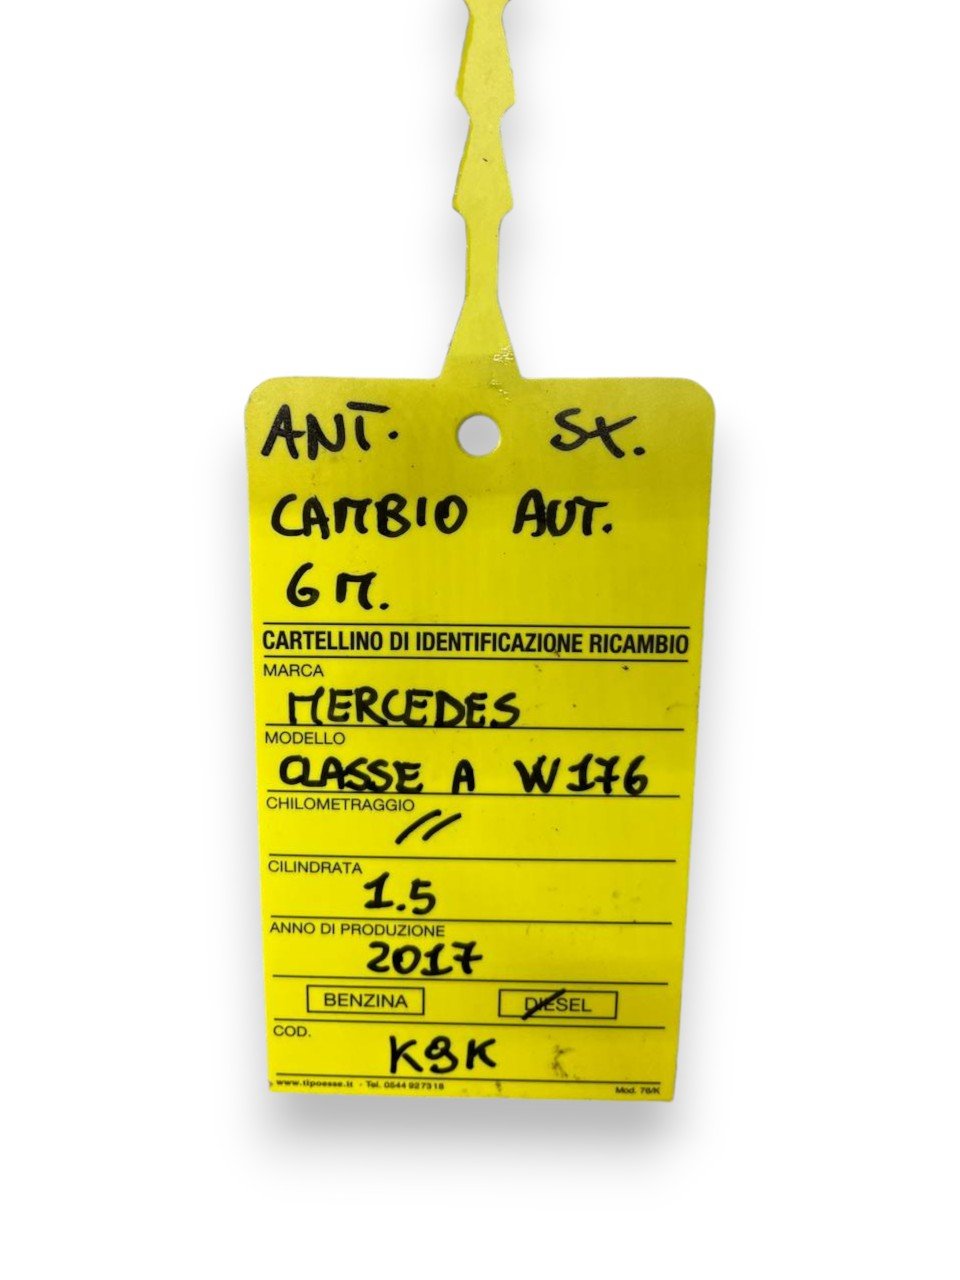 ANT. SX.
CAMBIO AUT.
6 M.
CARTELLINO DI IDENTIFICAZIONE RICAMBIO
MARCA
MERCEDES
MODELLO
CLASSE A W176
CHILOMETRAGGIO
//
CILINDRATA
1.5
ANNO DI PRODUZIONE
2017
BENZINA DIESEL
COD.
K9K
www.tipoesse.it - Tel. 0544 927318 Mod. 76/K